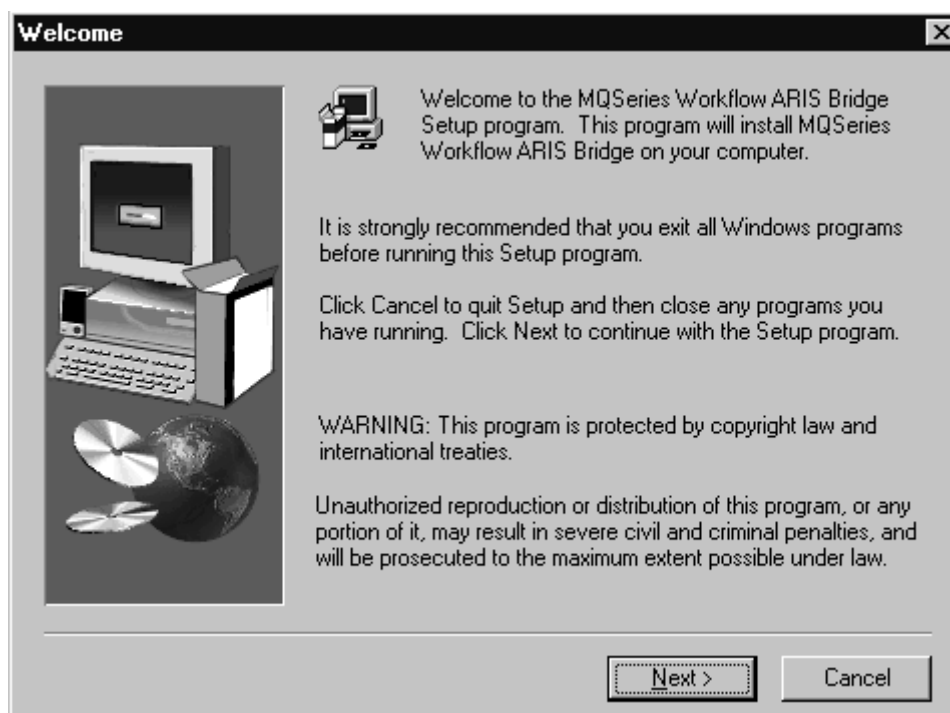 Welcome
Welcome to the MQSeries Workflow ARIS Bridge
Setup program.  This program will install MQSeries
Workflow ARIS Bridge on your computer.
It is strongly recommended that you exit all Windows programs
before running this Setup program.
Click Cancel to quit Setup and then close any programs you
have running.  Click Next to continue with the Setup program.
WARNING: This program is protected by copyright law and
international treaties.
Unauthorized reproduction or distribution of this program, or any
portion of it, may result in severe civil and criminal penalties, and
will be prosecuted to the maximum extent possible under law.
Next >
Cancel